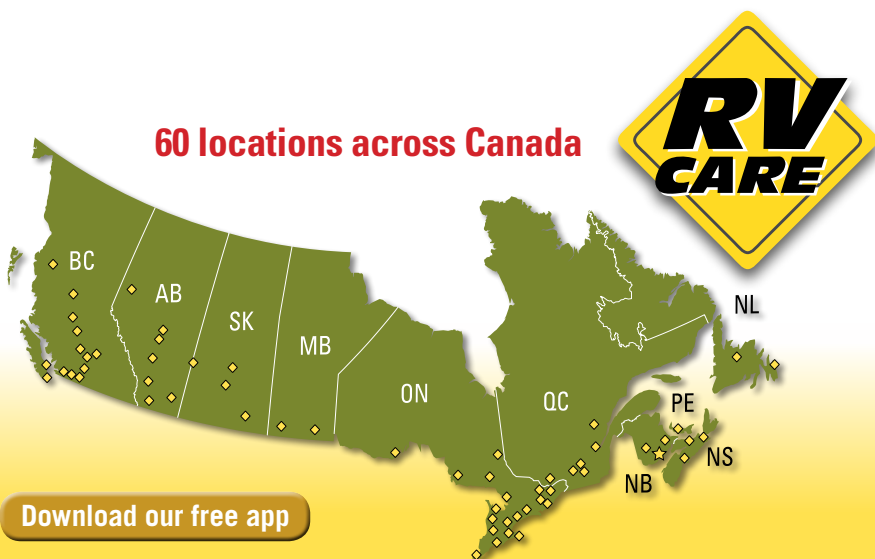 60 locations across Canada
RV
CARE
BC
AB
SK
MB
ON
QC
NL
PE
NS
NB
Download our free app